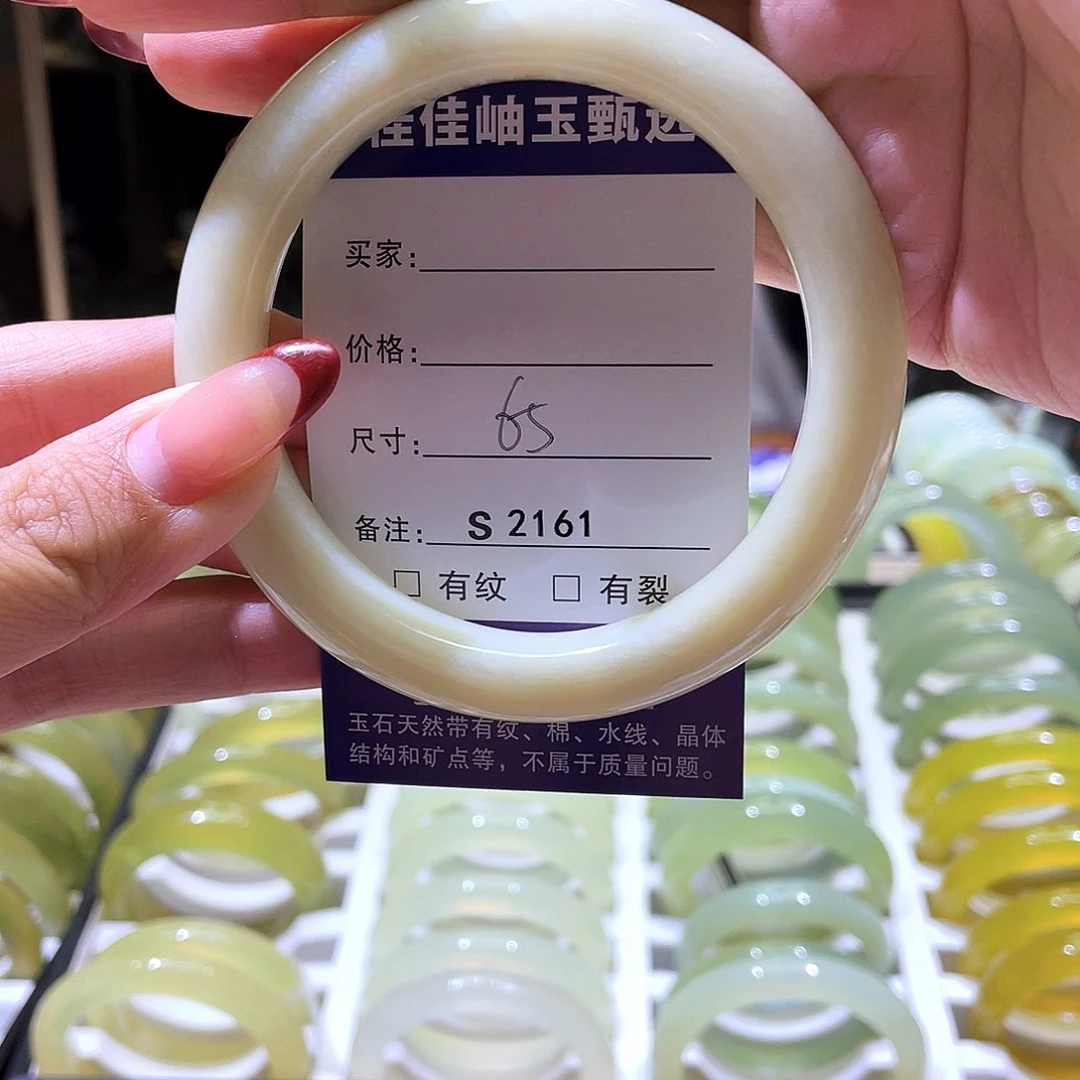 佳佳岫玉甄选
买家:
价格:
尺寸: 65
备注: S 2161
□ 有纹 □ 有裂
玉石天然带有纹、棉、水线、晶体
结构和矿点等，不属于质量问题。